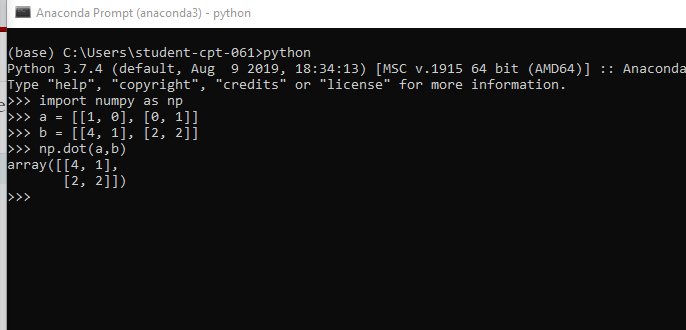 Anaconda Prompt (anaconda3) - python
(base) C:\Users\student-cpt-061>python
Python 3.7.4 (default, Aug  9 2019, 18:34:13) [MSC v.1915 64 bit (AMD64)] :: Anaconda
Type "help", "copyright", "credits" or "license" for more information.
>>> import numpy as np
>>> a = [[1, 0], [0, 1]]
>>> b = [[4, 1], [2, 2]]
>>> np.dot(a,b)
array([[4, 1],
       [2, 2]])
>>>